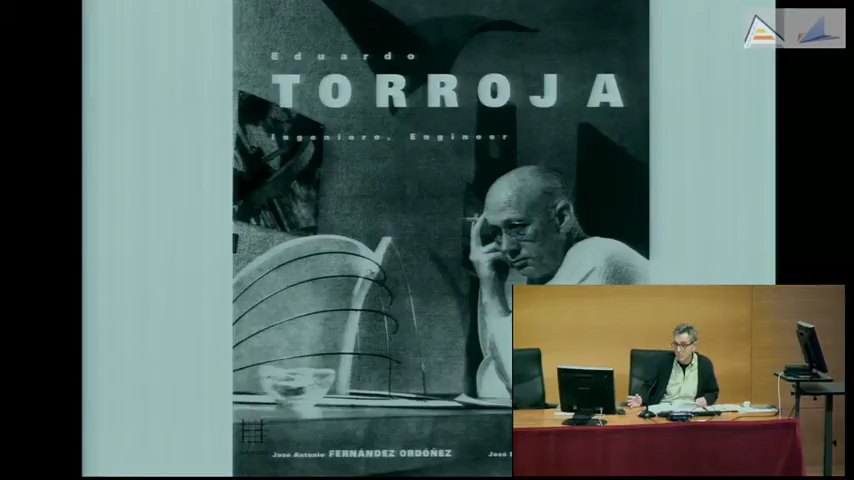 Eduardo
TORROJA
Ingeniero, Engineer
José Antonio FERNÁNDEZ ORDÓÑEZ